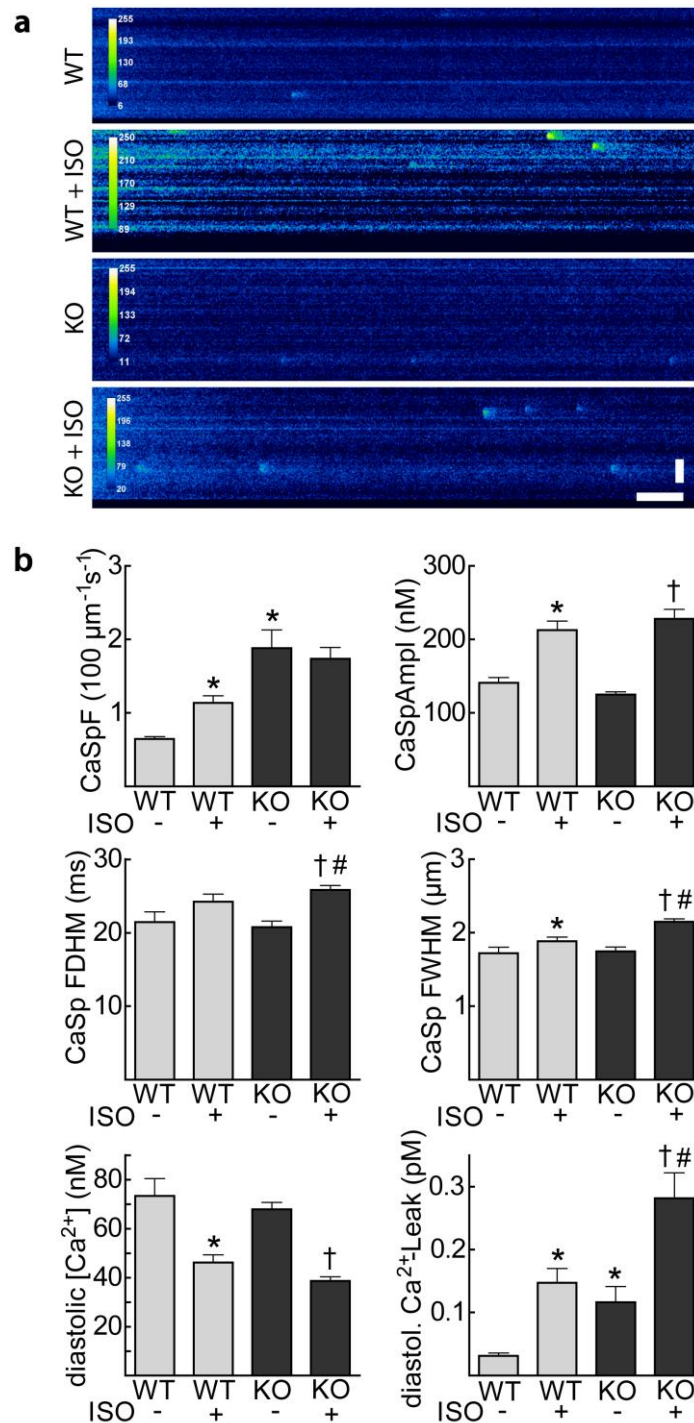 a
WT
255
193
130
68
6
WT + ISO
250
210
170
129
89
KO
255
194
133
72
11
KO + ISO
255
196
138
79
20
b
CaSpF (100 µm⁻¹s⁻¹)
3
2
1
WT WT KO KO
ISO - + - +
* *
CaSpAmpl (nM)
300
200
100
WT WT KO KO
ISO - + - +
* †
CaSp FDHM (ms)
30
20
10
WT WT KO KO
ISO - + - +
†#
CaSp FWHM (µm)
3
2
1
WT WT KO KO
ISO - + - +
* †#
diastolic [Ca²⁺] (nM)
80
60
40
20
WT WT KO KO
ISO - + - +
* †
diastol. Ca²⁺-Leak (pM)
0.3
0.2
0.1
WT WT KO KO
ISO - + - +
* * †#